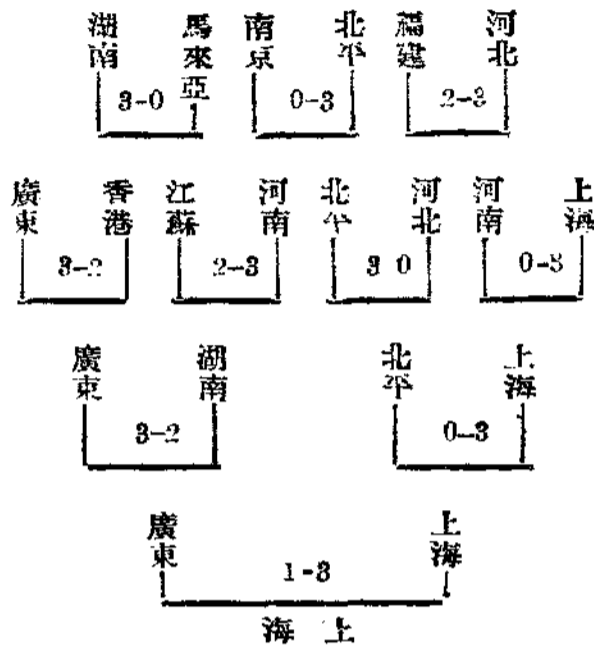 湖南 馬來亞 南京 北平 福建 河北
3-0 0-3 2-3
廣東 香港 江蘇 河南 北平 河北 河南 上海
3-2 2-3 3 0 0-3
廣東 湖南 北平 上海
3-2 0-3
廣東 上海
1-3
海上